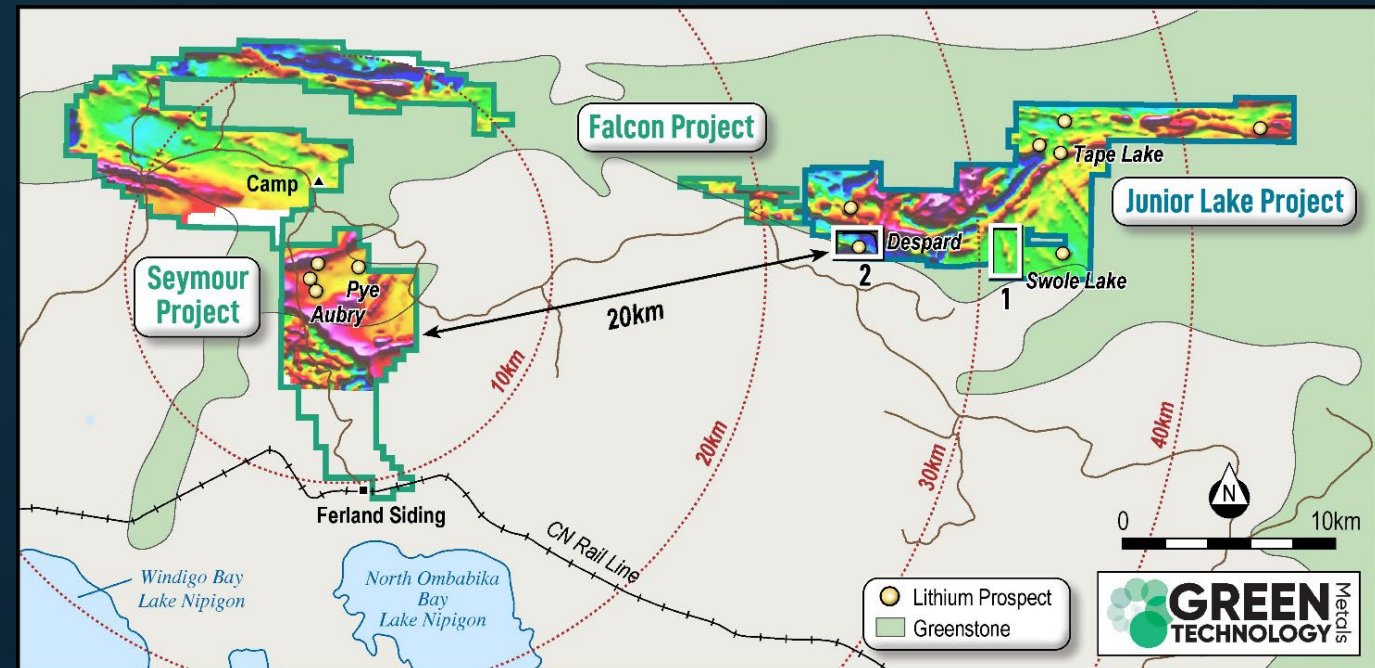 Falcon Project
Camp
Tape Lake
Junior Lake Project
Seymour
Project
Pye
Aubry
Despard
2
1
Swole Lake
20km
10km
20km
30km
40km
Ferland Siding
CN Rail Line
N
0
10km
Windigo Bay
Lake Nipigon
North Ombabika
Bay
Lake Nipigon
Lithium Prospect
Greenstone
GREEN
TECHNOLOGY
Metals